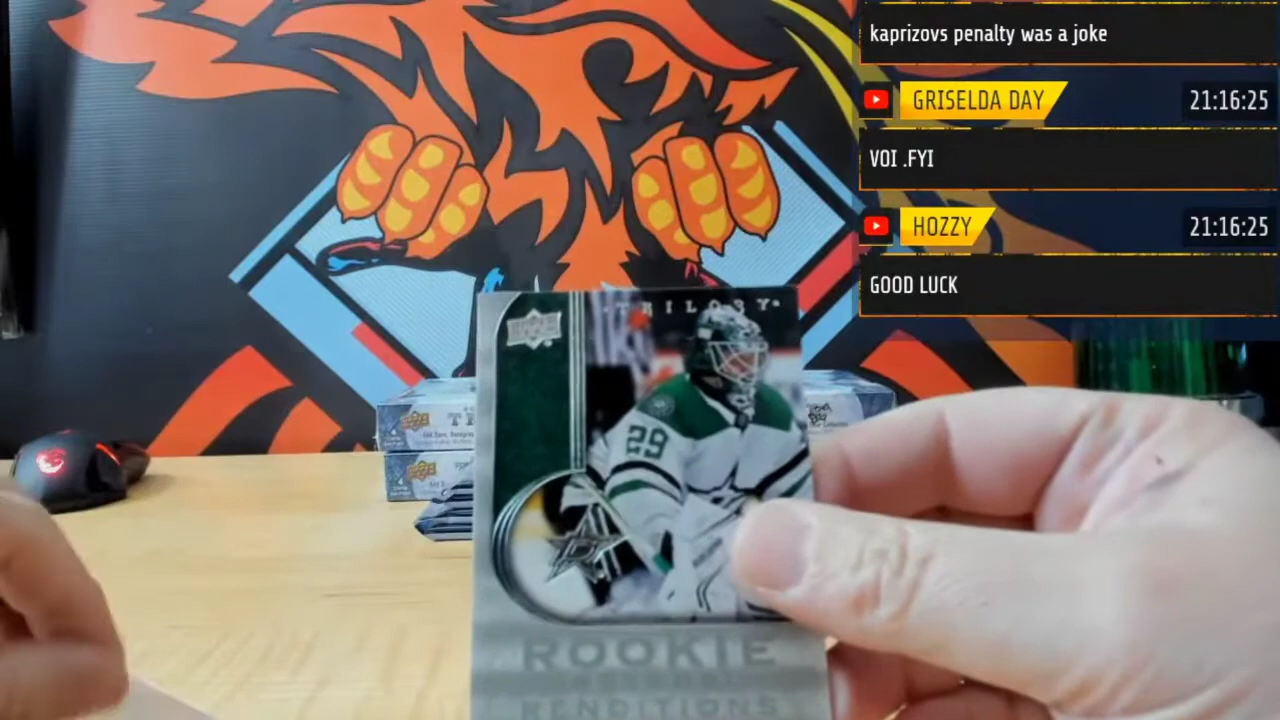 kaprizovs penalty was a joke
GRISELDA DAY 21:16:25
VOI .FYI
HOZZY 21:16:25
GOOD LUCK
TRILOGY
29
ROOKIE
RENDITIONS